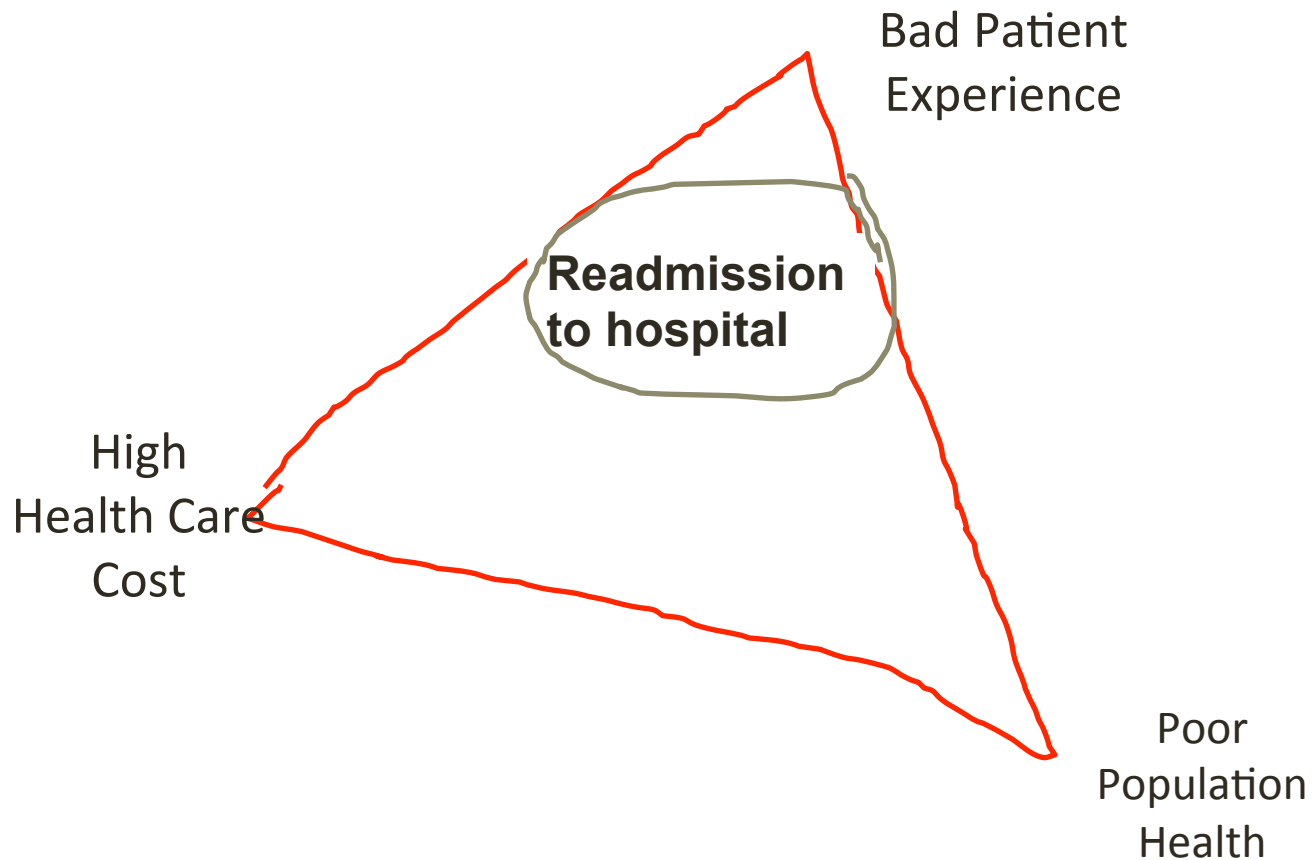 Bad Patient
Experience
Readmission
to hospital
High
Health Care
Cost
Poor
Population
Health